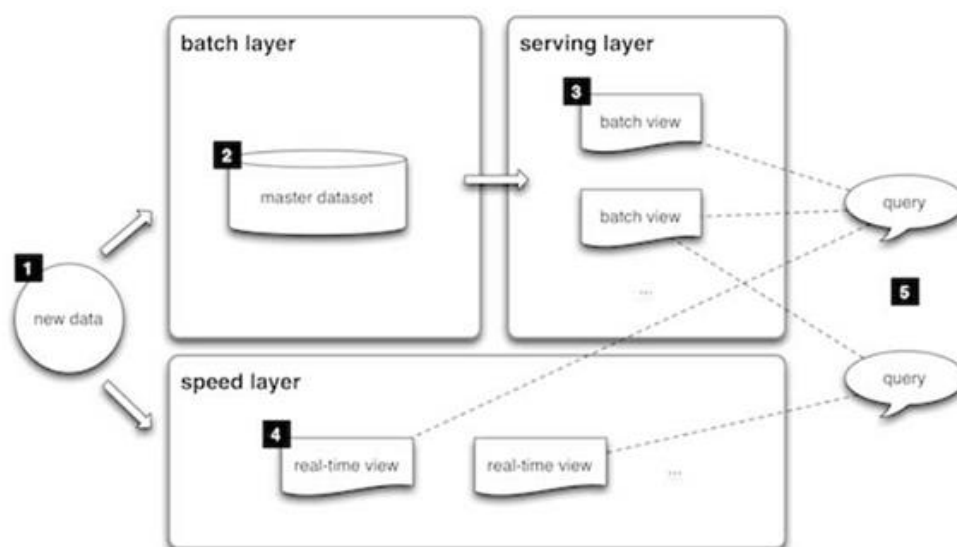 batch layer
serving layer
3
batch view
2
master dataset
batch view
query
...
1
new data
5
speed layer
query
4
real-time view
real-time view
...